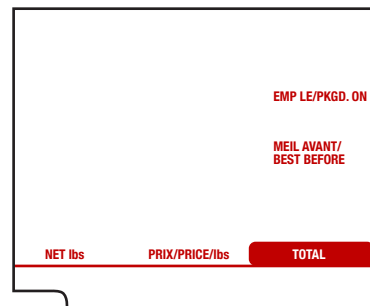 EMP LE/PKGD. ON
MEIL AVANT/
BEST BEFORE
NET lbs PRIX/PRICE/lbs TOTAL